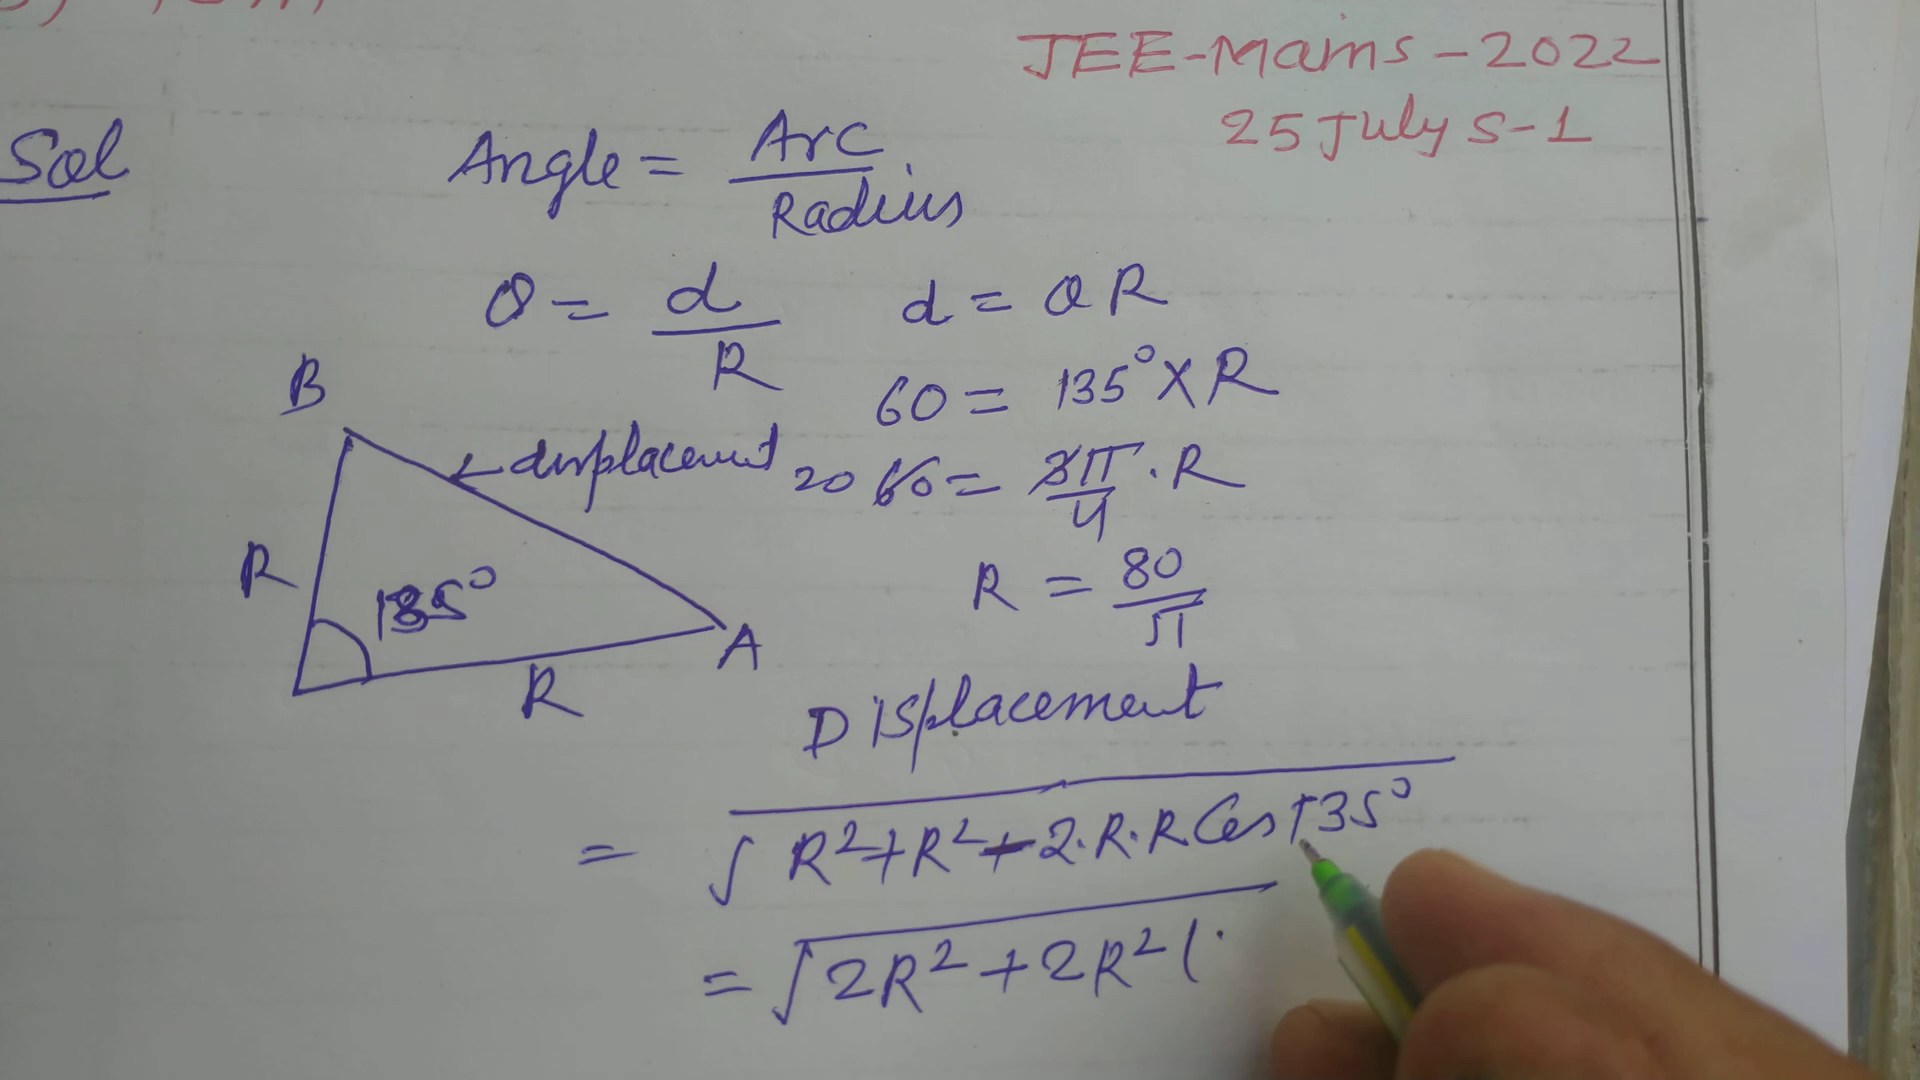 JEE-Mains-2022
25 July S-1
Sol
Angle = Arc / Radius
θ = d / R
d = θR
B
60 = 135° × R
← displacement
20 60 = 3π/4 . R
R
135°
R = 80/π
A
R
Displacement
= √R²+R²-2.R.R Cos 135°
= √2R²+2R²(